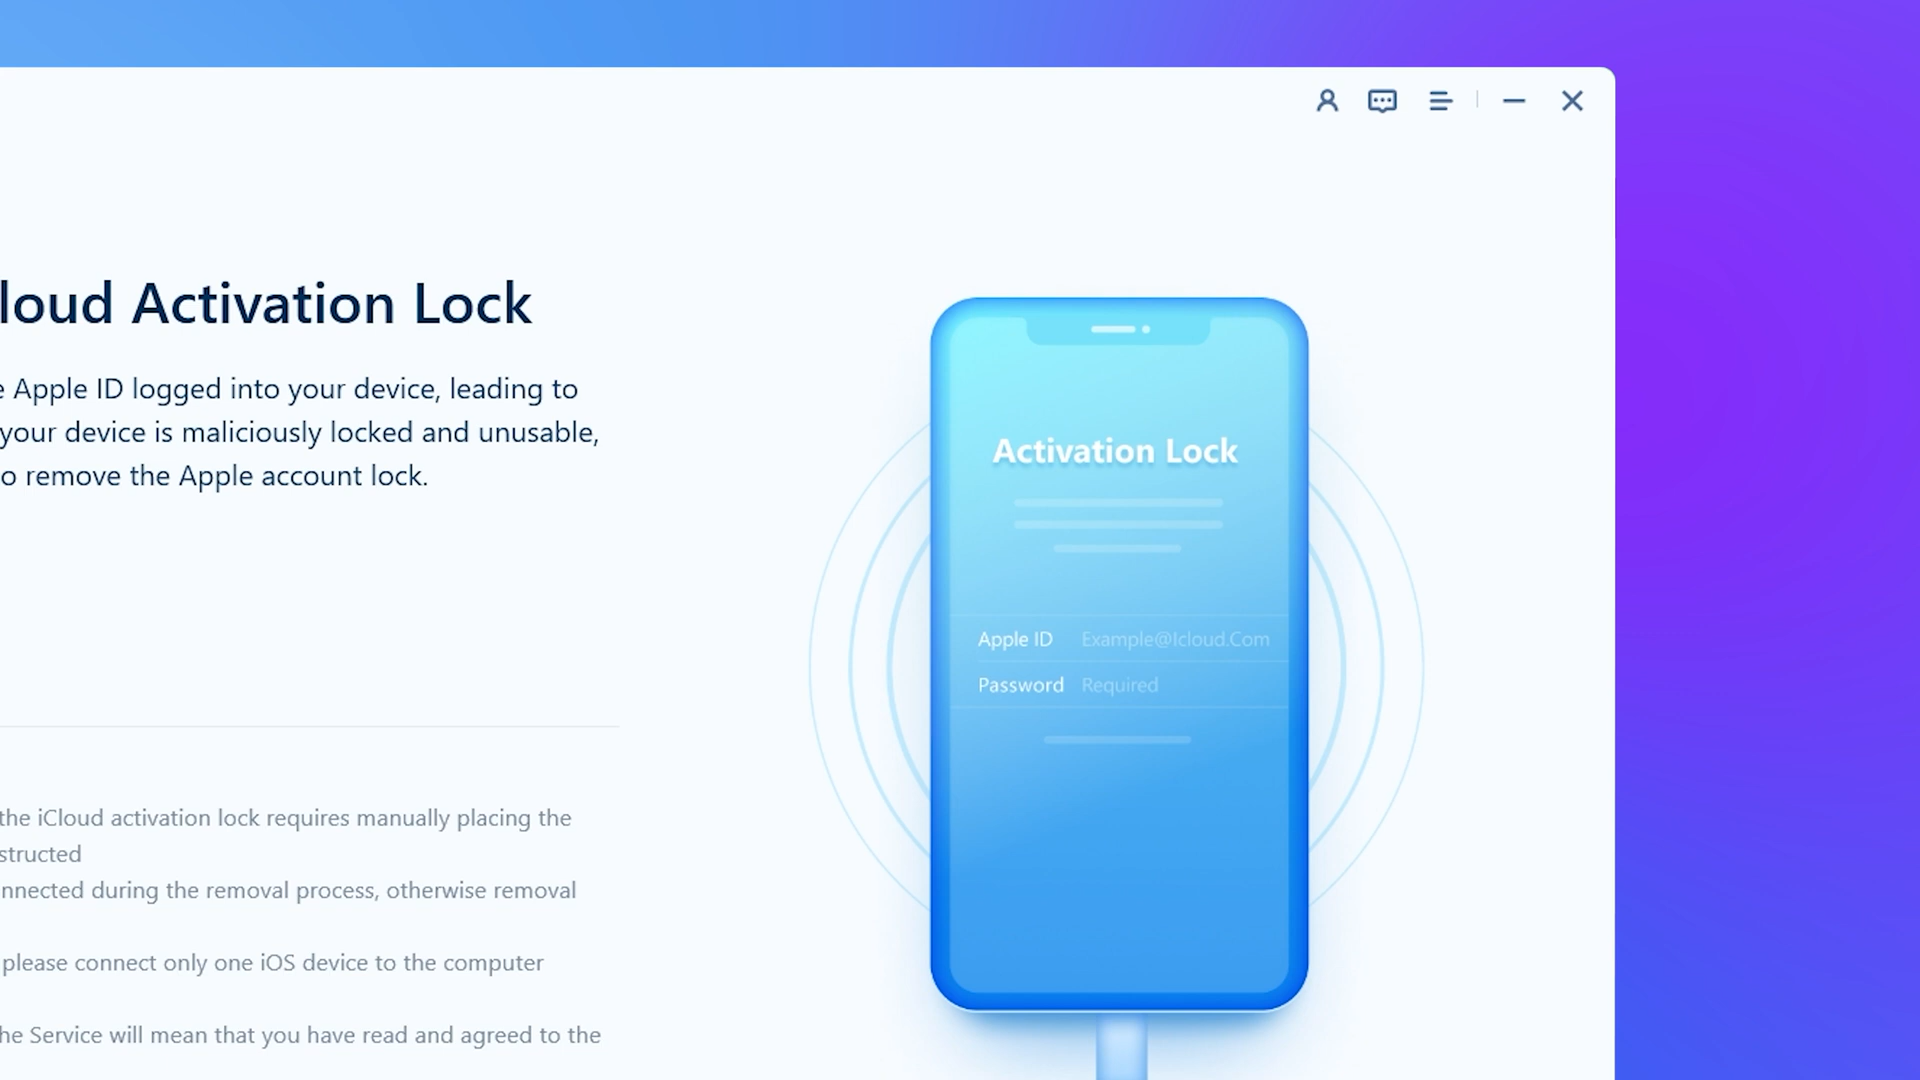 loud Activation Lock
e Apple ID logged into your device, leading to
your device is maliciously locked and unusable,
o remove the Apple account lock.
the iCloud activation lock requires manually placing the
structed
nnected during the removal process, otherwise removal
please connect only one iOS device to the computer
he Service will mean that you have read and agreed to the
Activation Lock
Apple ID Example@Icloud.Com
Password Required